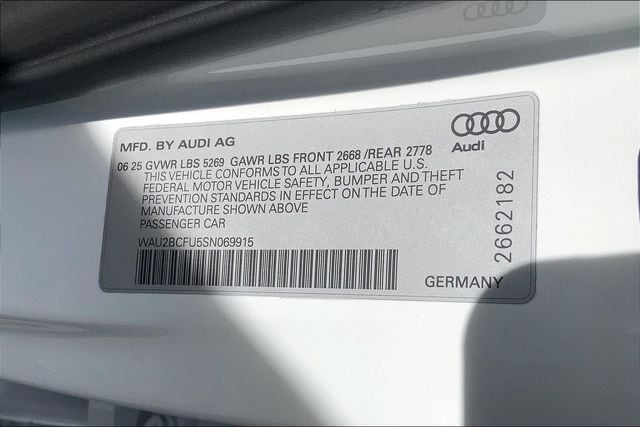 MFD. BY AUDI AG
Audi
06 25 GVWR LBS 5269 GAWR LBS FRONT 2668 /REAR 2778
THIS VEHICLE CONFORMS TO ALL APPLICABLE U.S.
FEDERAL MOTOR VEHICLE SAFETY, BUMPER AND THEFT
PREVENTION STANDARDS IN EFFECT ON THE DATE OF
MANUFACTURE SHOWN ABOVE
PASSENGER CAR
WAU2BCFU5SN069915
2662182
GERMANY